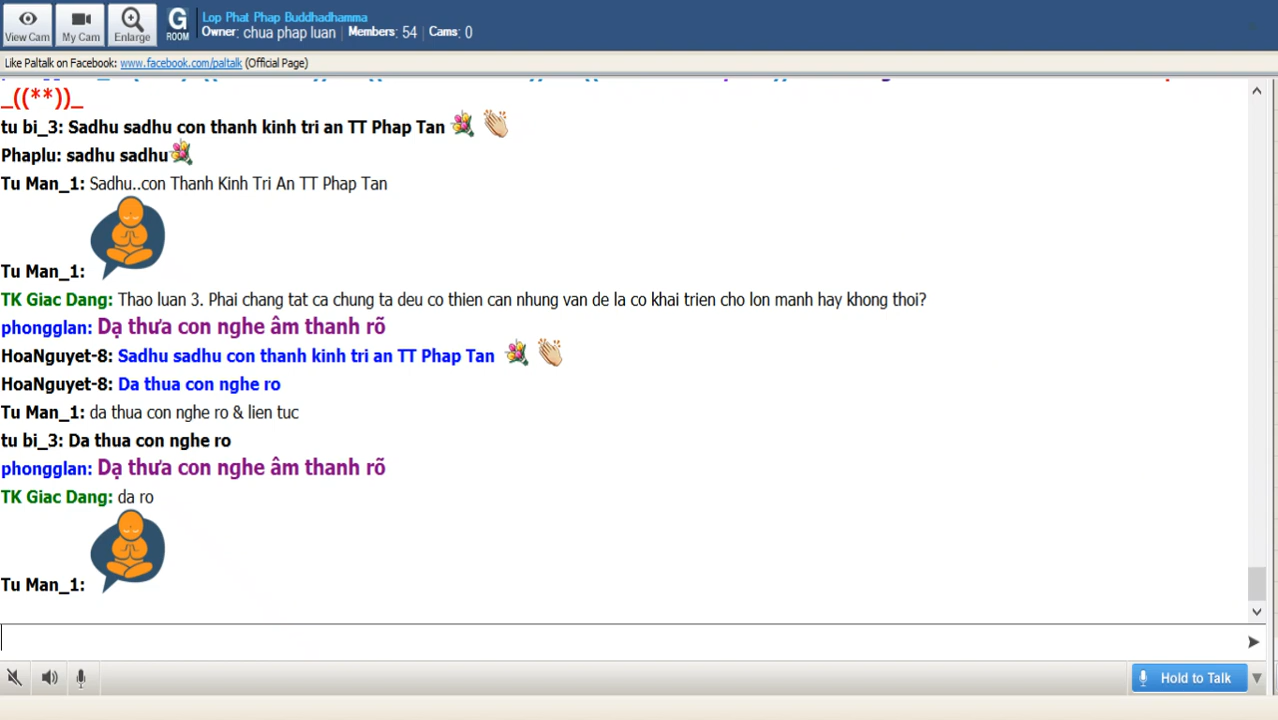 View Cam
My Cam
Enlarge
G
ROOM
Lop Phat Phap Buddhadhamma
Owner: chua phap luan | Members: 54 | Cams: 0
Like Paltalk on Facebook: www.facebook.com/paltalk (Official Page)
_((**))_
tu bi_3: Sadhu sadhu con thanh kinh tri an TT Phap Tan
Phaplu: sadhu sadhu
Tu Man_1: Sadhu..con Thanh Kinh Tri An TT Phap Tan
Tu Man_1:
TK Giac Dang: Thao luan 3. Phai chang tat ca chung ta deu co thien can nhung van de la co khai trien cho lon manh hay khong thoi?
phongglan: Dạ thưa con nghe âm thanh rõ
HoaNguyet-8: Sadhu sadhu con thanh kinh tri an TT Phap Tan
HoaNguyet-8: Da thua con nghe ro
Tu Man_1: da thua con nghe ro & lien tuc
tu bi_3: Da thua con nghe ro
phongglan: Dạ thưa con nghe âm thanh rõ
TK Giac Dang: da ro
Tu Man_1:
Hold to Talk